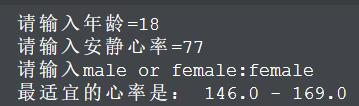 请输入年龄=18
请输入安静心率=77
请输入male or female:female
最适宜的心率是： 146.0 - 169.0